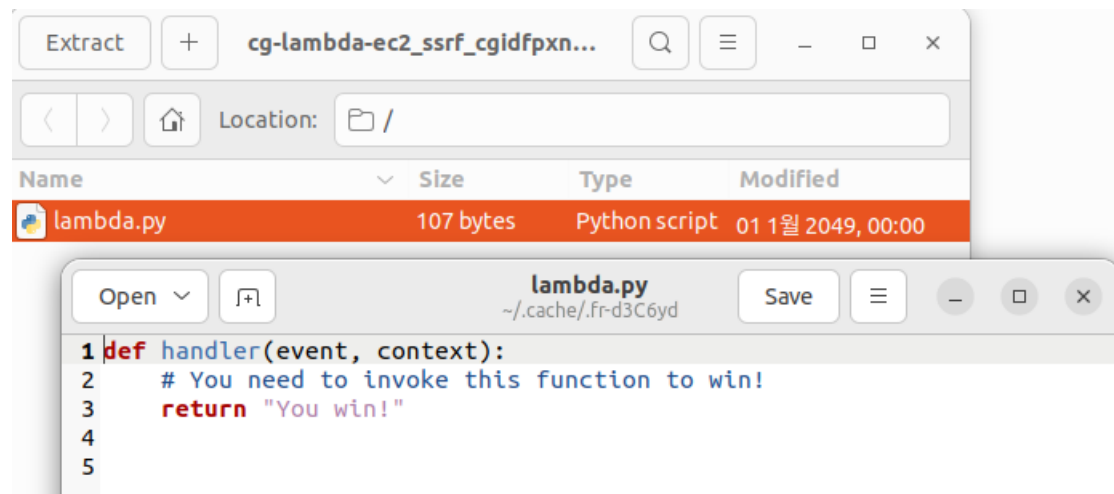 Extract
cg-lambda-ec2_ssrf_cgidfpxn...
Location: /
Name Size Type Modified
lambda.py 107 bytes Python script 01 1월 2049, 00:00
Open lambda.py Save
~/.cache/.fr-d3C6yd
1 def handler(event, context):
2 # You need to invoke this function to win!
3 return "You win!"
4
5